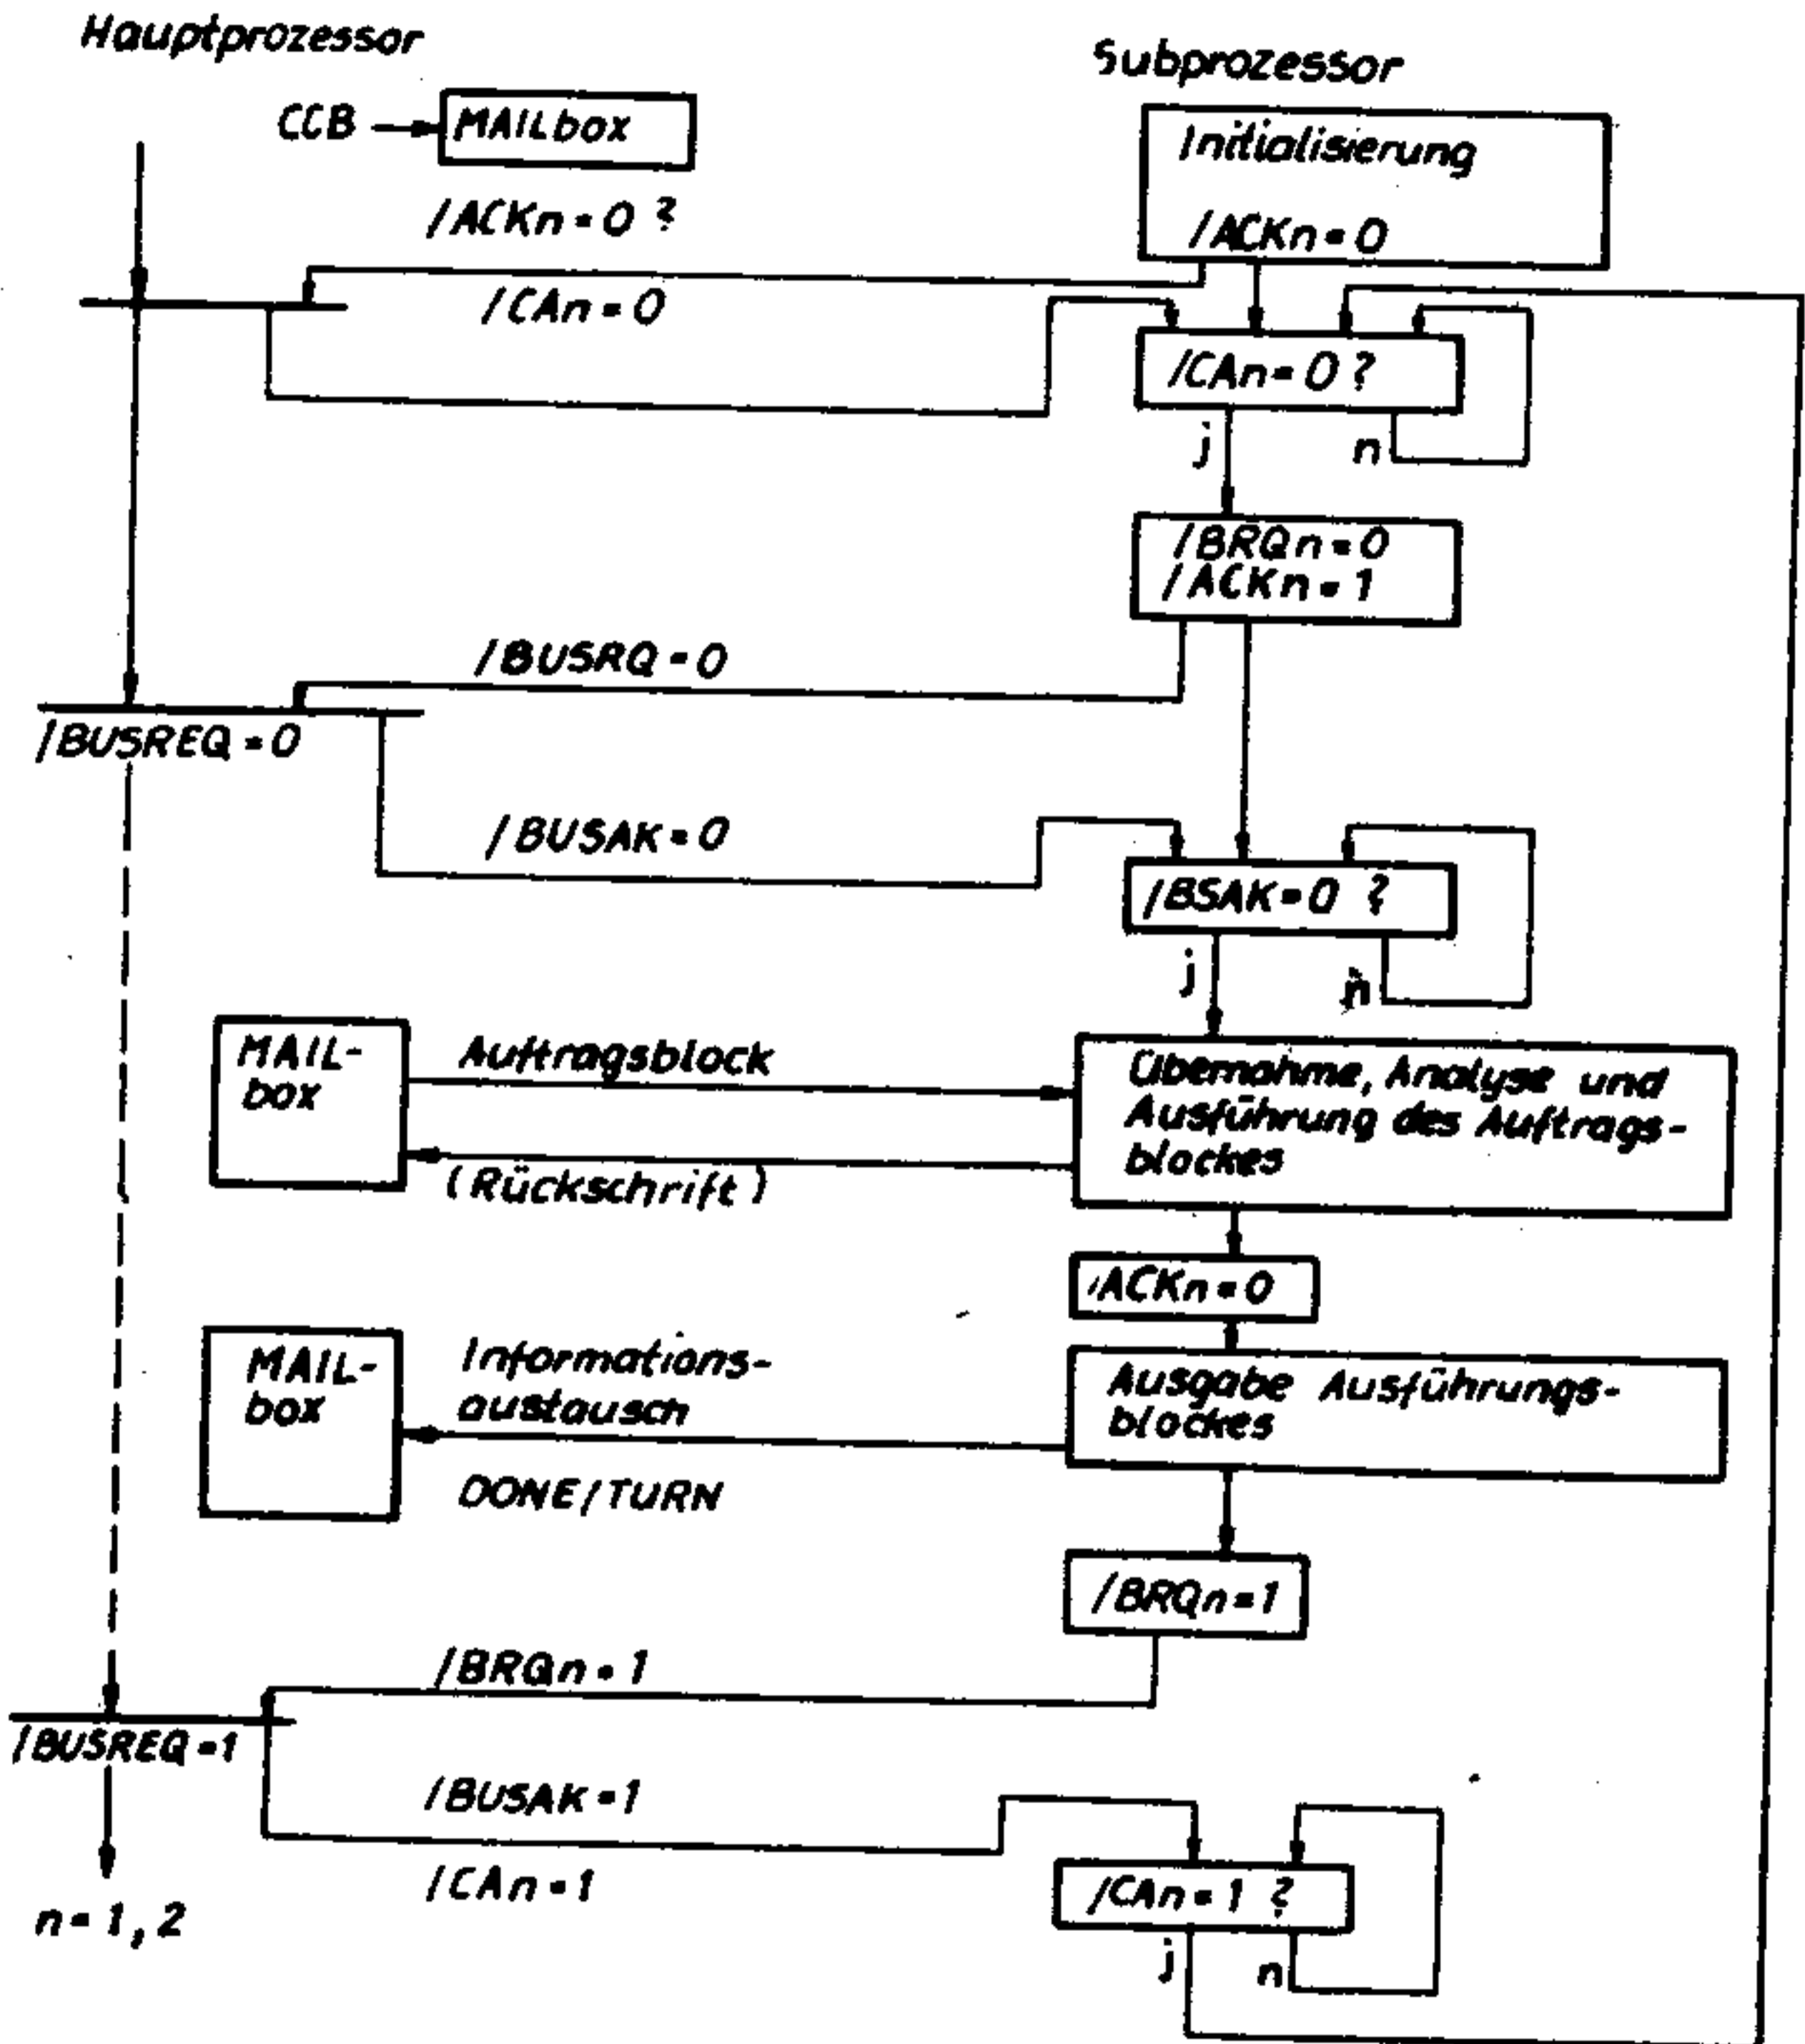 Hauptprozessor
Subprozessor
CCB
MAILbox
Initialisierung
/ACKn=0
/ACKn=0 ?
/CAn=0
/CAn=0 ?
j
n
/BRQn=0
/ACKn=1
/BUSRQ=0
/BUSREQ=0
/BUSAK=0
/BSAK=0 ?
j
n
MAIL-
box
Auftragsblock
(Rückschrift)
Übernahme, Analyse und
Ausführung des Auftrags-
blockes
/ACKn=0
MAIL-
box
Informations-
austausch
DONE/TURN
Ausgabe Ausführungs-
blockes
/BRQn=1
/BRQn=1
/BUSREQ=1
/BUSAK=1
/CAn=1
/CAn=1 ?
j
n
n=1,2